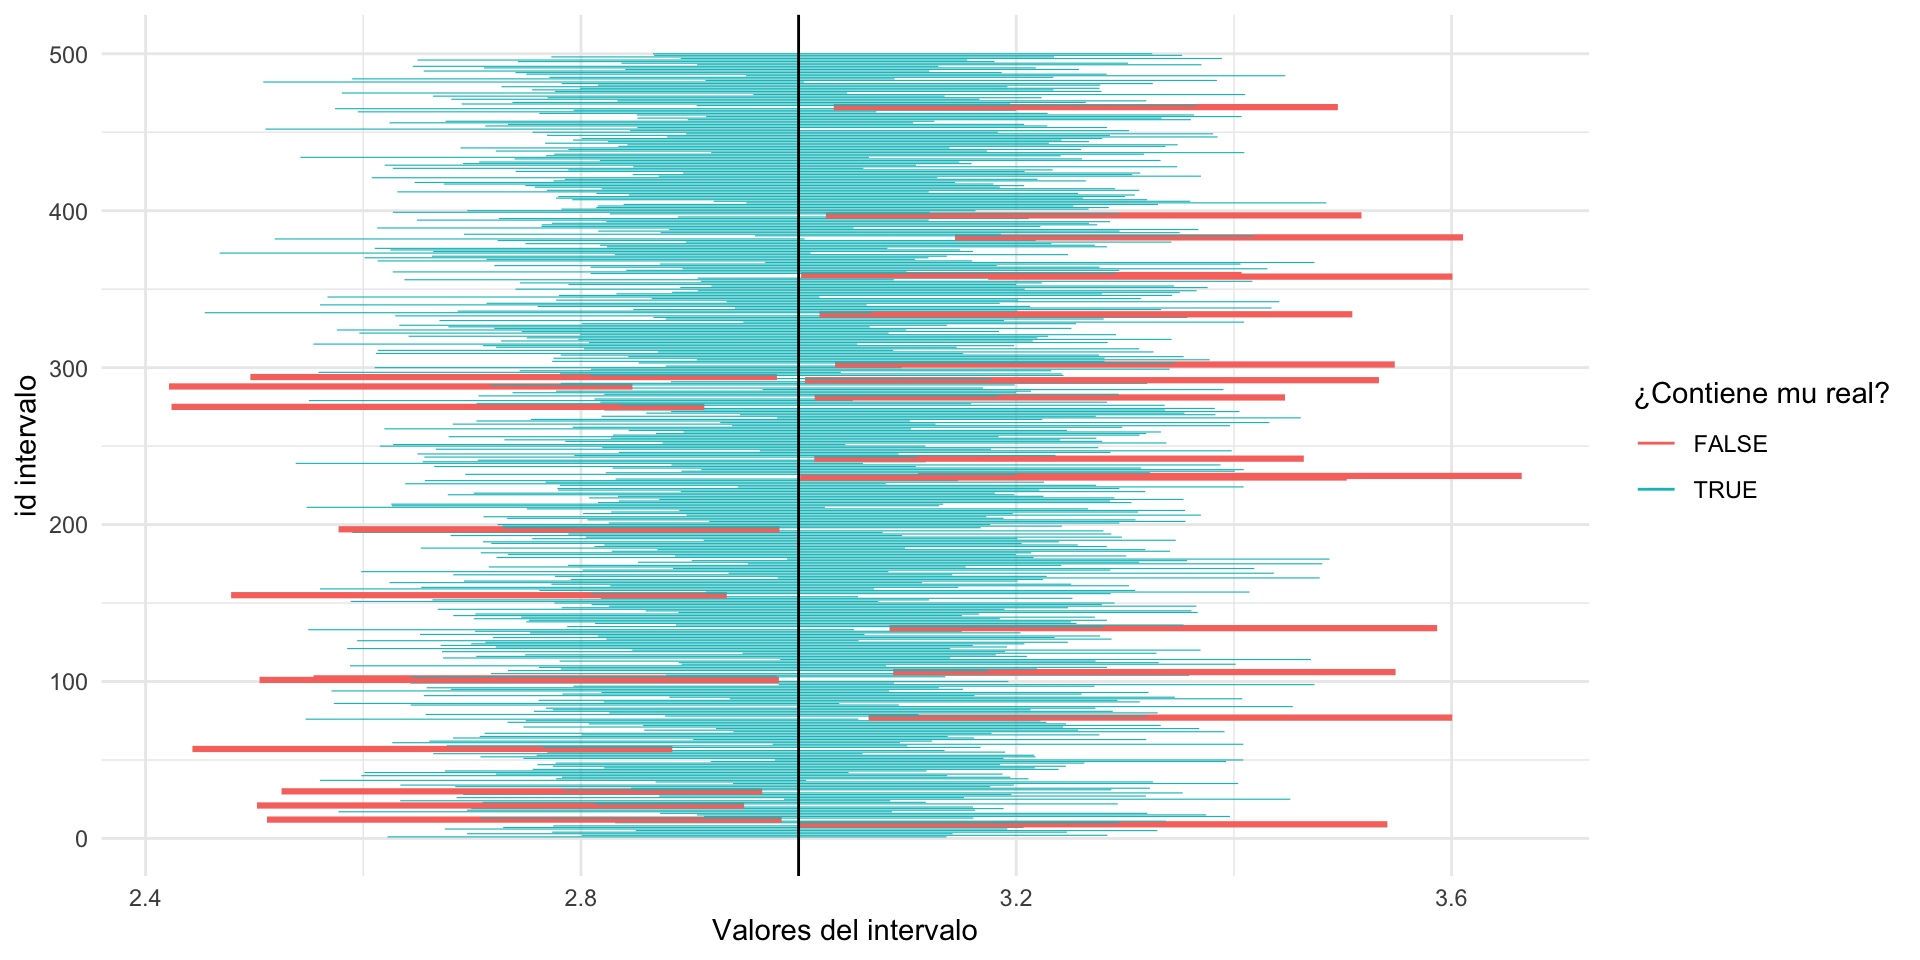 500
400
300
200
100
0
id intervalo
2.4
2.8
3.2
3.6
Valores del intervalo
¿Contiene mu real?
FALSE
TRUE